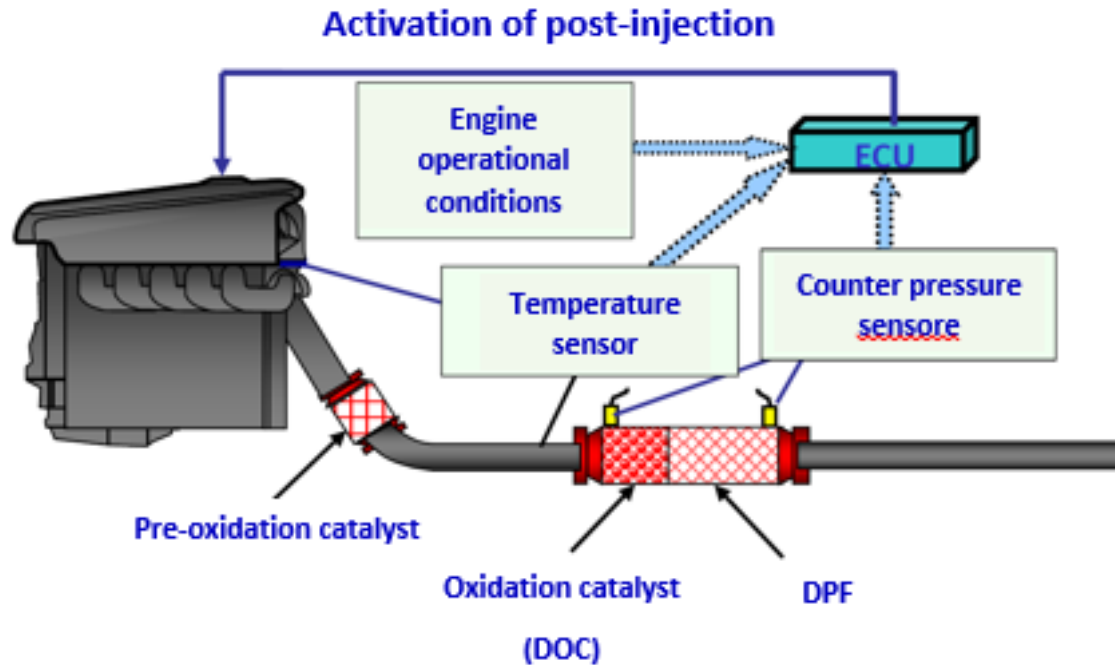 Activation of post-injection
Engine
operational
conditions
ECU
Temperature
sensor
Counter pressure
sensore
Pre-oxidation catalyst
Oxidation catalyst
(DOC)
DPF